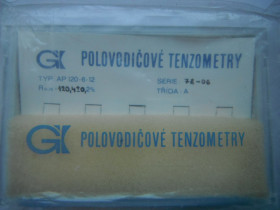 GK POLOVODIČOVÉ TENZOMETRY
TYP AP 120-6-12 SERIE 78-06
TŘÍDA A
GK POLOVODIČOVÉ TENZOMETRY